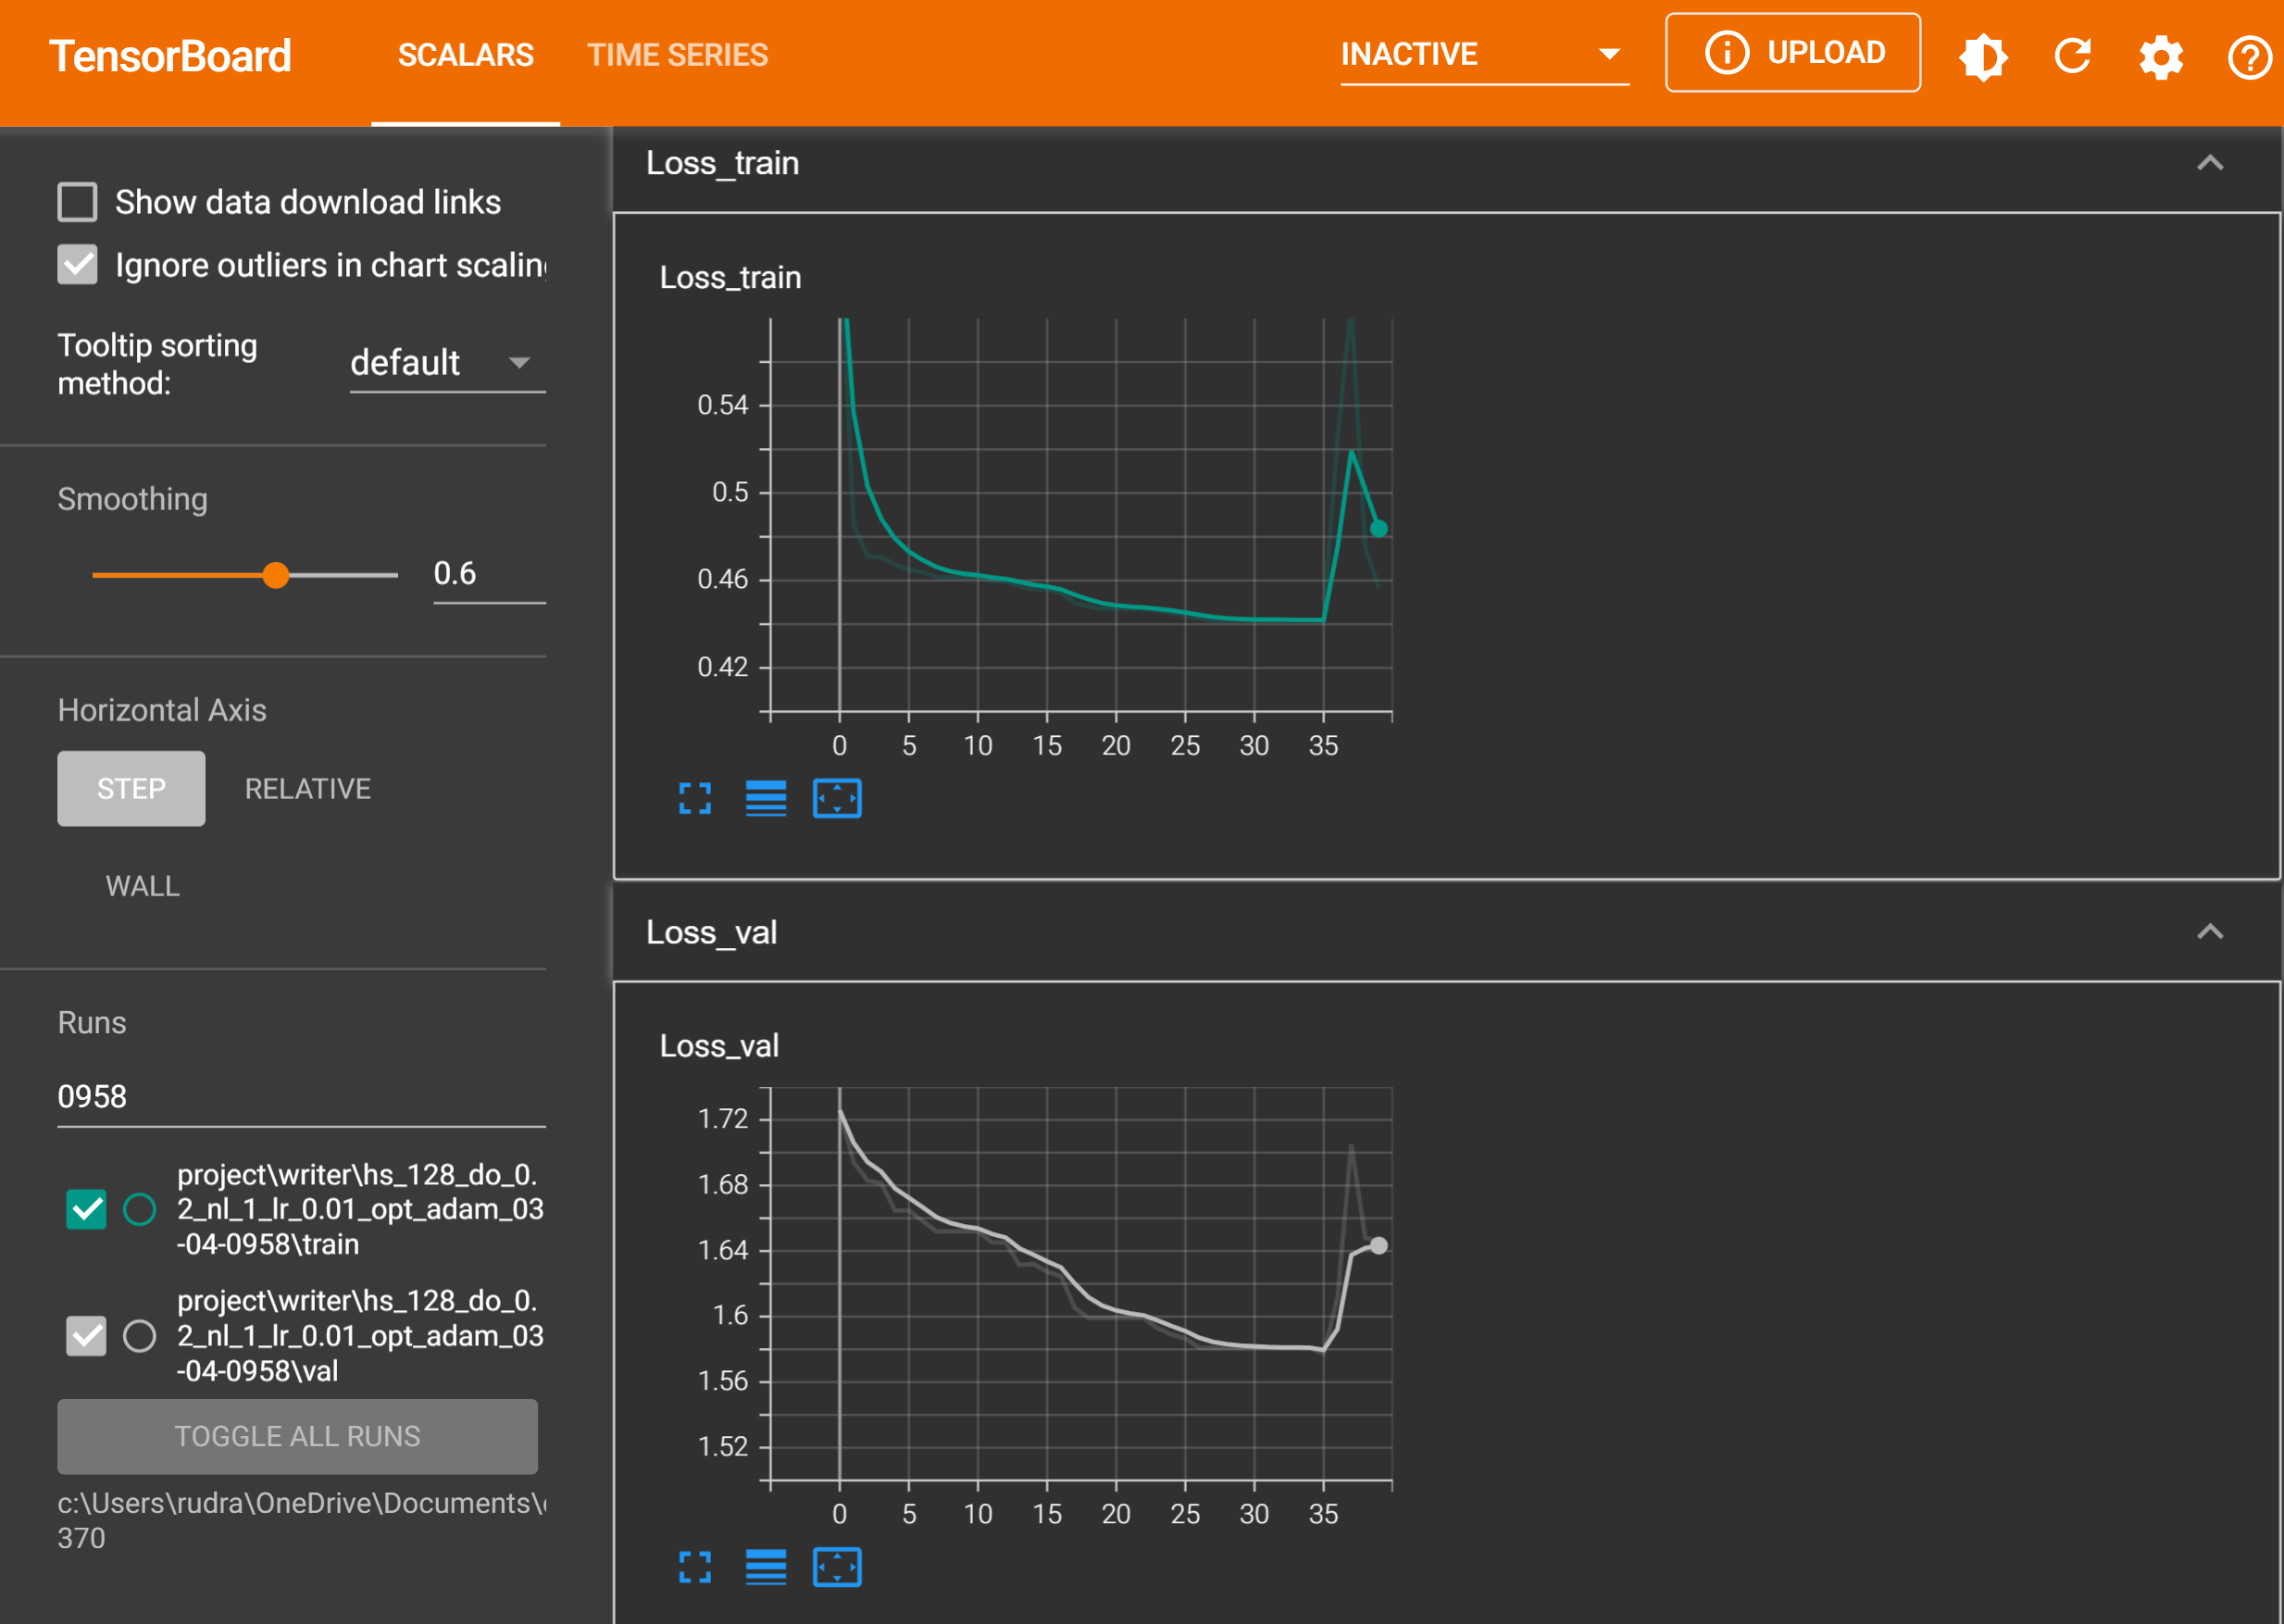 TensorBoard
SCALARS
TIME SERIES
INACTIVE
UPLOAD
Show data download links
Ignore outliers in chart scaling
Tooltip sorting
method:
default
Smoothing
0.6
Horizontal Axis
STEP
RELATIVE
WALL
Runs
0958
project\writer\hs_128_do_0.
2_nl_1_lr_0.01_opt_adam_03
-04-0958\train
project\writer\hs_128_do_0.
2_nl_1_lr_0.01_opt_adam_03
-04-0958\val
TOGGLE ALL RUNS
c:\Users\rudra\OneDrive\Documents\
370
Loss_train
Loss_train
0.54
0.5
0.46
0.42
0 5 10 15 20 25 30 35
Loss_val
Loss_val
1.72
1.68
1.64
1.6
1.56
1.52
0 5 10 15 20 25 30 35